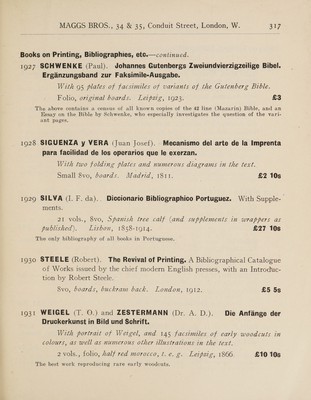 MAGGS BROS., 34 & 35, Conduit Street, London, W. 317
Books on Printing, Bibliographies, etc.—continued.
1927 SCHWENKE (Paul). Johannes Gutenbergs Zweiundvierzigzeilige Bibel.
Ergänzungsband zur Faksimile-Ausgabe.
With 95 plates of facsimiles of variants of the Gutenberg Bible.
Folio, original boards. Leipzig, 1923. £3
The above contains a census of all known copies of the 42 line (Mazarin) Bible, and an
Essay on the Bible by Schwenke, who especially investigates the question of the vari-
ant pages.
1928 SIGUENZA y VERA (Juan Josef). Mecanismo del arte de la Imprenta
para facilidad de los operarios que le exerzan.
With two folding plates and numerous diagrams in the text.
Small 8vo, boards. Madrid, 1811. £2 10s
1929 SILVA (I. F. da). Diccionario Bibliographico Portuguez. With Supple-
ments.
21 vols., 8vo, Spanish tree calf (and supplements in wrappers as
published). Lisbon, 1858-1914. £27 10s
The only bibliography of all books in Portuguese.
1930 STEELE (Robert). The Revival of Printing. A Bibliographical Catalogue
of Works issued by the chief modern English presses, with an Introduc-
tion by Robert Steele.
8vo, boards, buckram back. London, 1912. £5 5s
1931 WEIGEL (T. O.) and ZESTERMANN (Dr. A. D.). Die Anfänge der
Druckerkunst in Bild und Schrift.
With portrait of Weigel, and 145 facsimiles of early woodcuts in
colours, as well as numerous other illustrations in the text.
2 vols., folio, half red morocco, t. e. g. Leipzig, 1866. £10 10s
The best work reproducing rare early woodcuts.